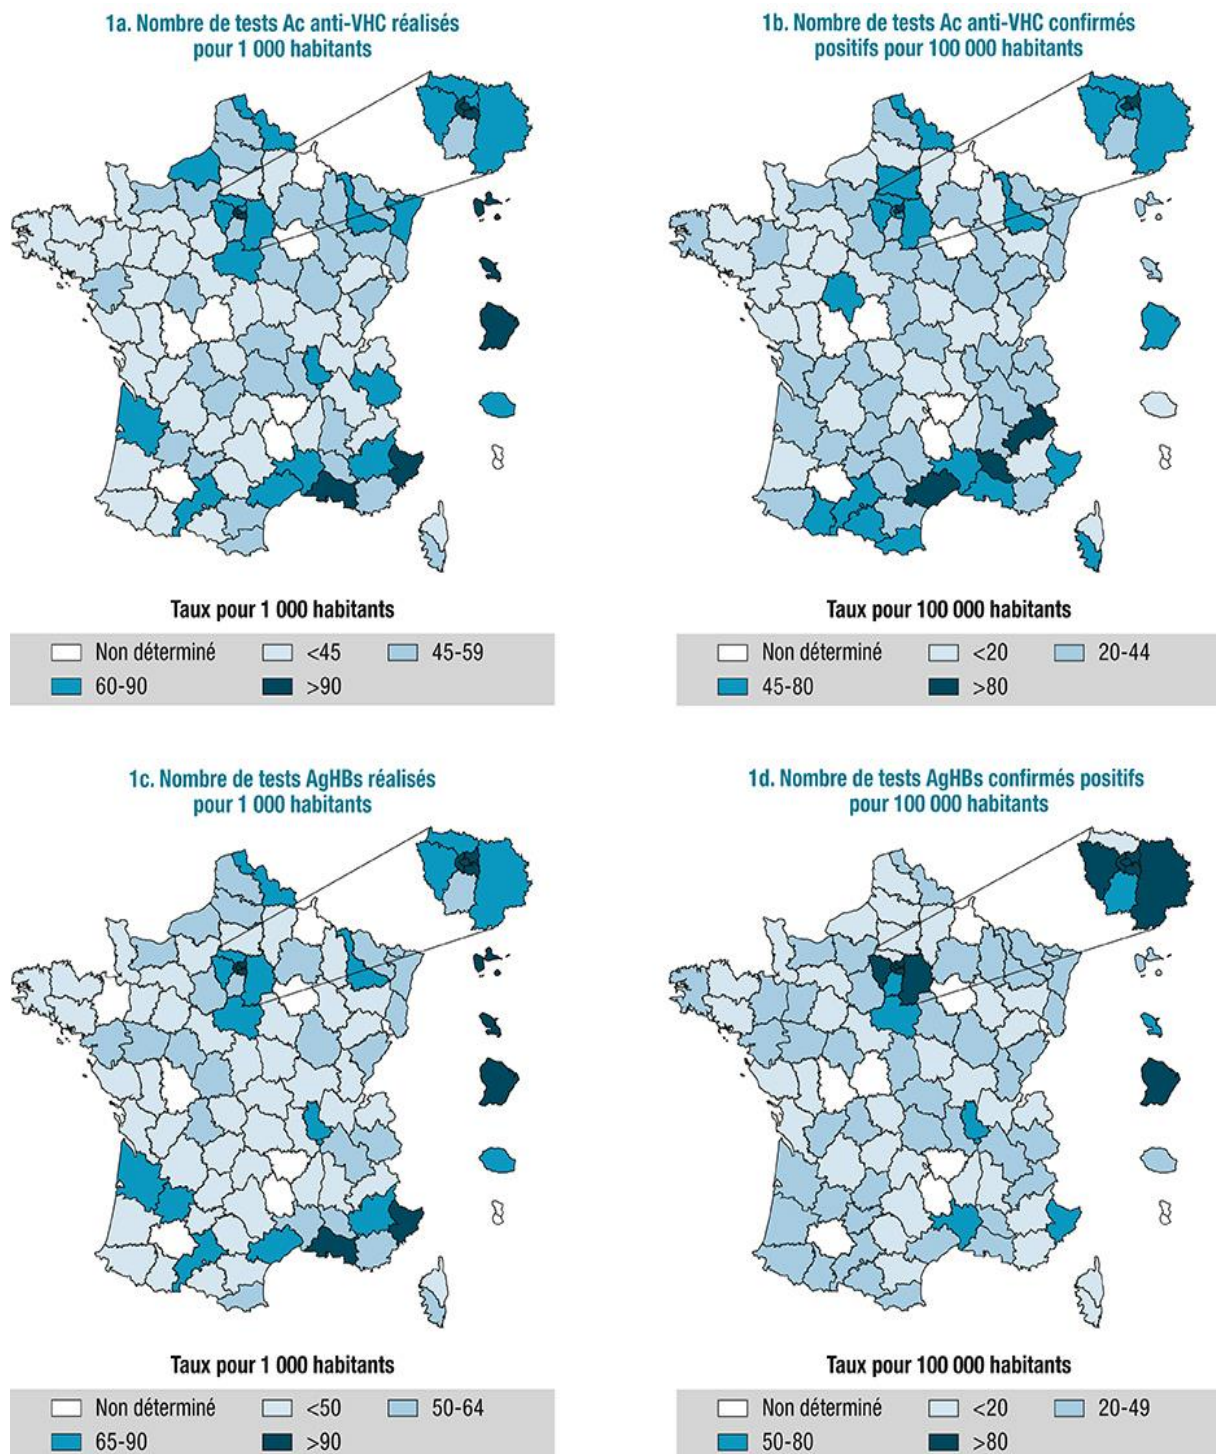 1a. Nombre de tests Ac anti-VHC réalisés
pour 1 000 habitants
1b. Nombre de tests Ac anti-VHC confirmés
positifs pour 100 000 habitants
Taux pour 1 000 habitants
Non déterminé <45 45-59
60-90 >90
Taux pour 100 000 habitants
Non déterminé <20 20-44
45-80 >80
1c. Nombre de tests AgHBs réalisés
pour 1 000 habitants
1d. Nombre de tests AgHBs confirmés positifs
pour 100 000 habitants
Taux pour 1 000 habitants
Non déterminé <50 50-64
65-90 >90
Taux pour 100 000 habitants
Non déterminé <20 20-49
50-80 >80